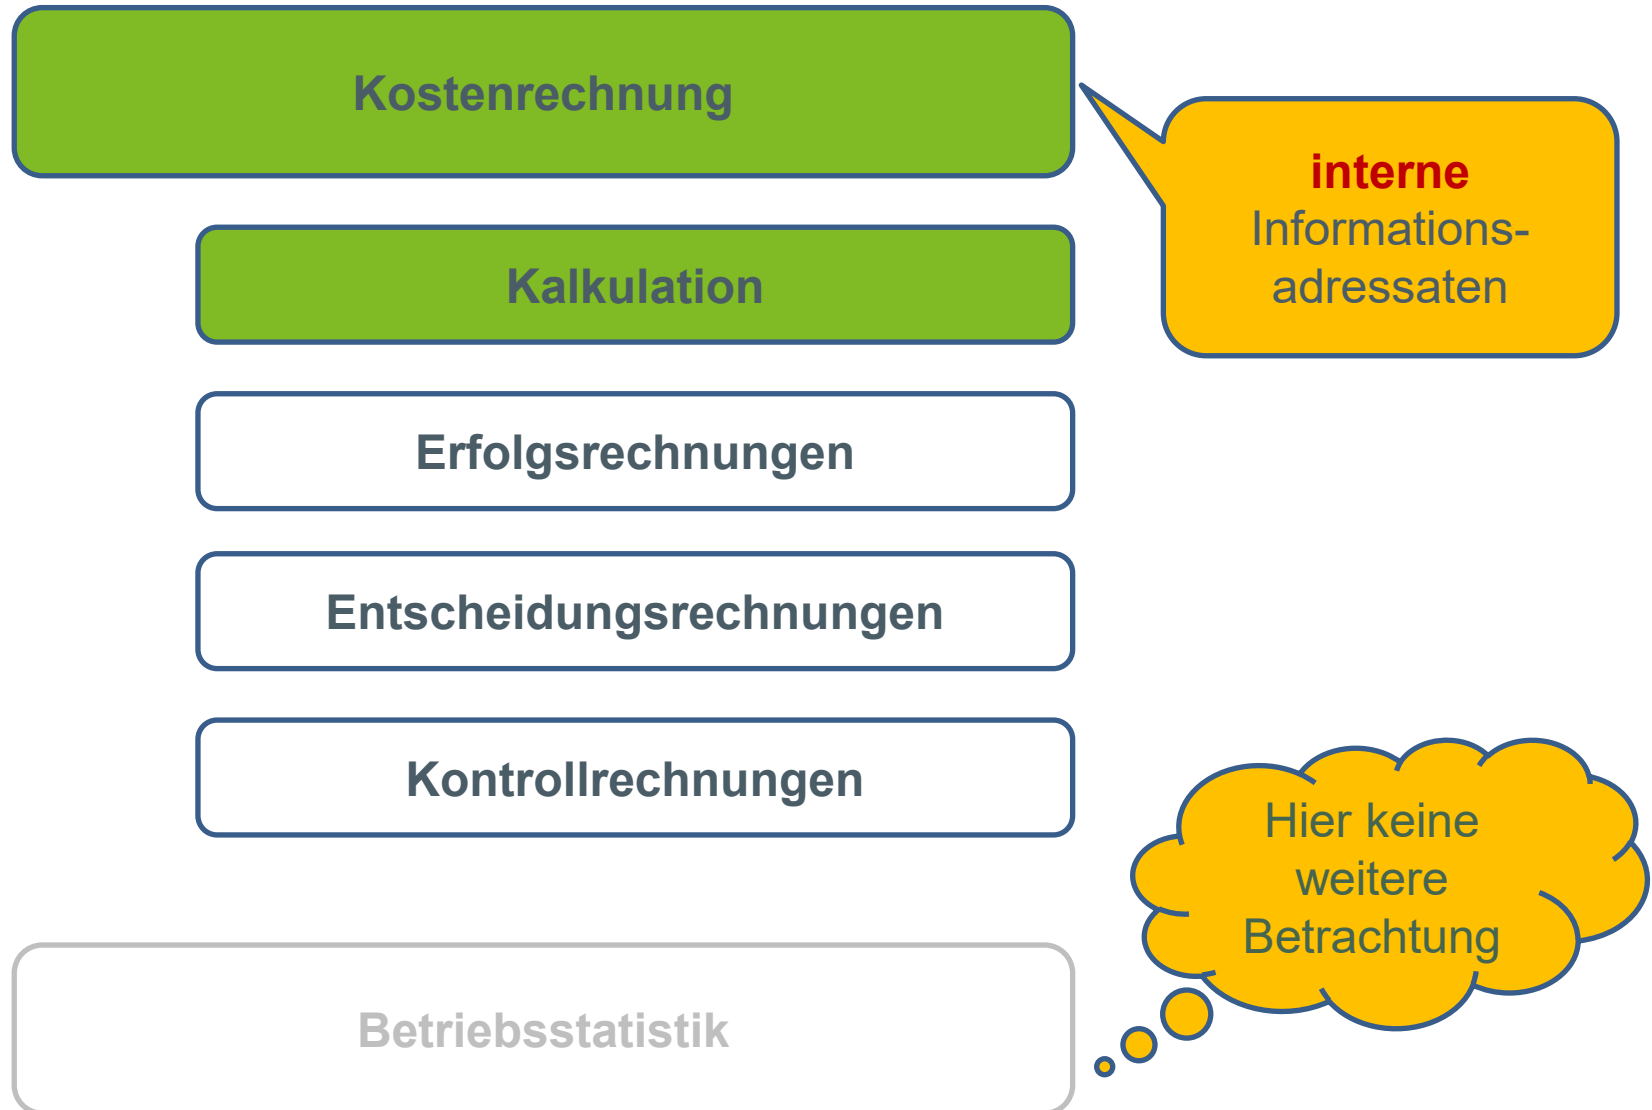 Kostenrechnung
interne
Informations-
adressaten
Kalkulation
Erfolgsrechnungen
Entscheidungsrechnungen
Kontrollrechnungen
Hier keine
weitere
Betrachtung
Betriebsstatistik